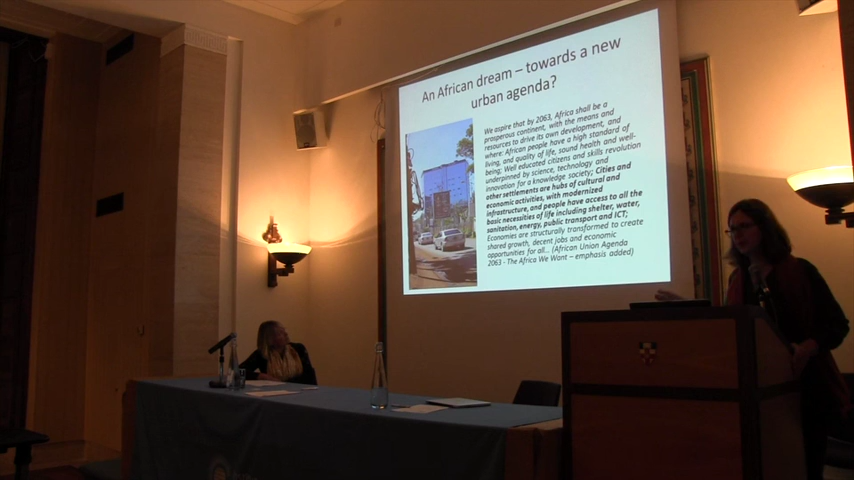 An African dream – towards a new
urban agenda?
We aspire that by 2063, Africa shall be a
prosperous continent, with the means and
resources to drive its own development, and
where: African people have a high standard of
living, and quality of life, sound health and well-
being; Well educated citizens and skills revolution
underpinned by science, technology and
innovation for a knowledge society; Cities and
other settlements are hubs of cultural and
economic activities, with modernized
infrastructure, and people have access to all the
basic necessities of life including shelter, water,
sanitation, energy, public transport and ICT;
Economies are structurally transformed to create
shared growth, decent jobs and economic
opportunities for all... (African Union Agenda
2063 - The Africa We Want – emphasis added)